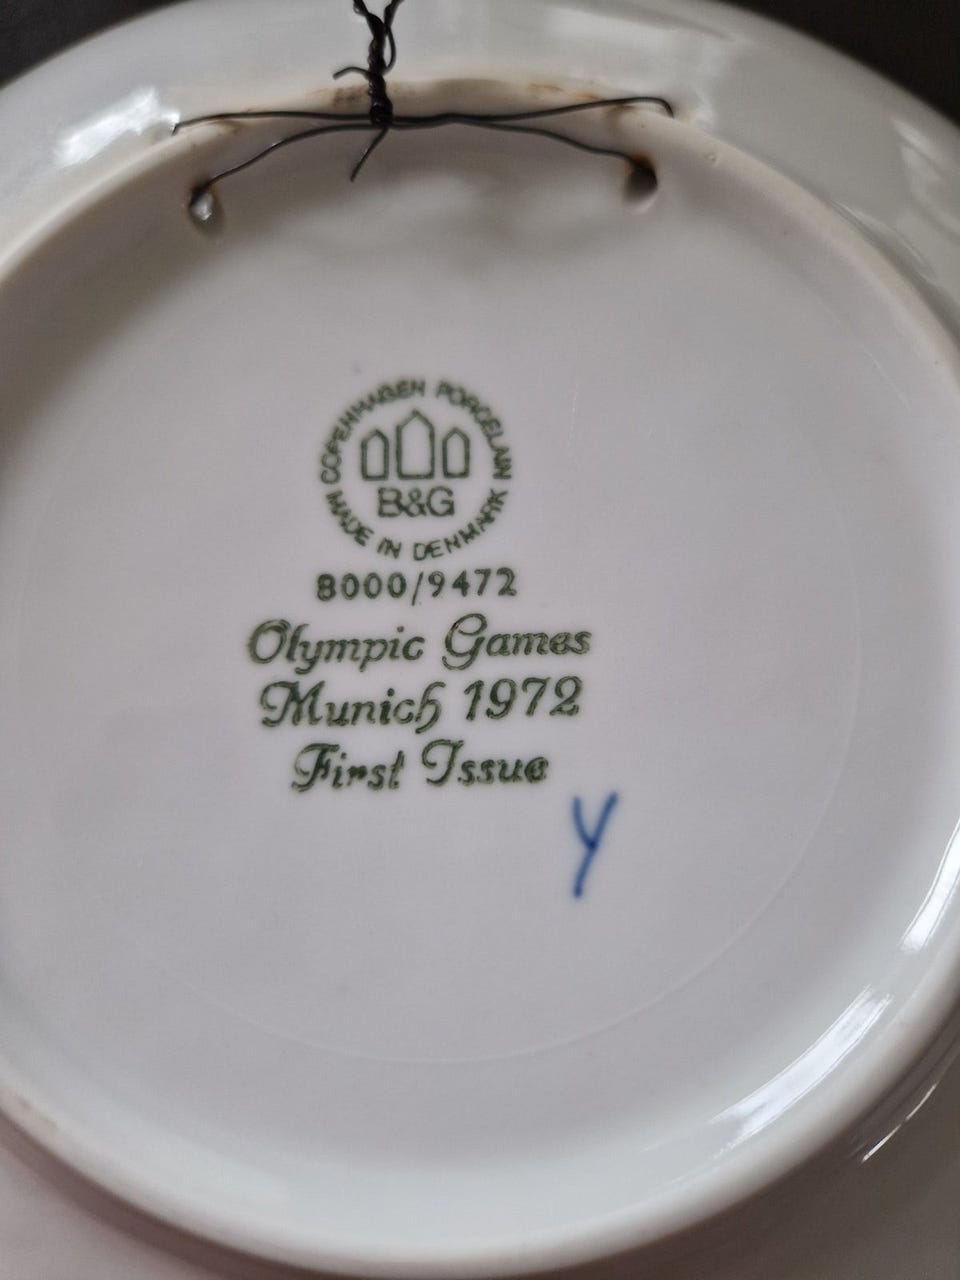 COPENHAGEN PORCELAIN
B&G
MADE IN DENMARK
8000/9472
Olympic Games
Munich 1972
First Issue
Y